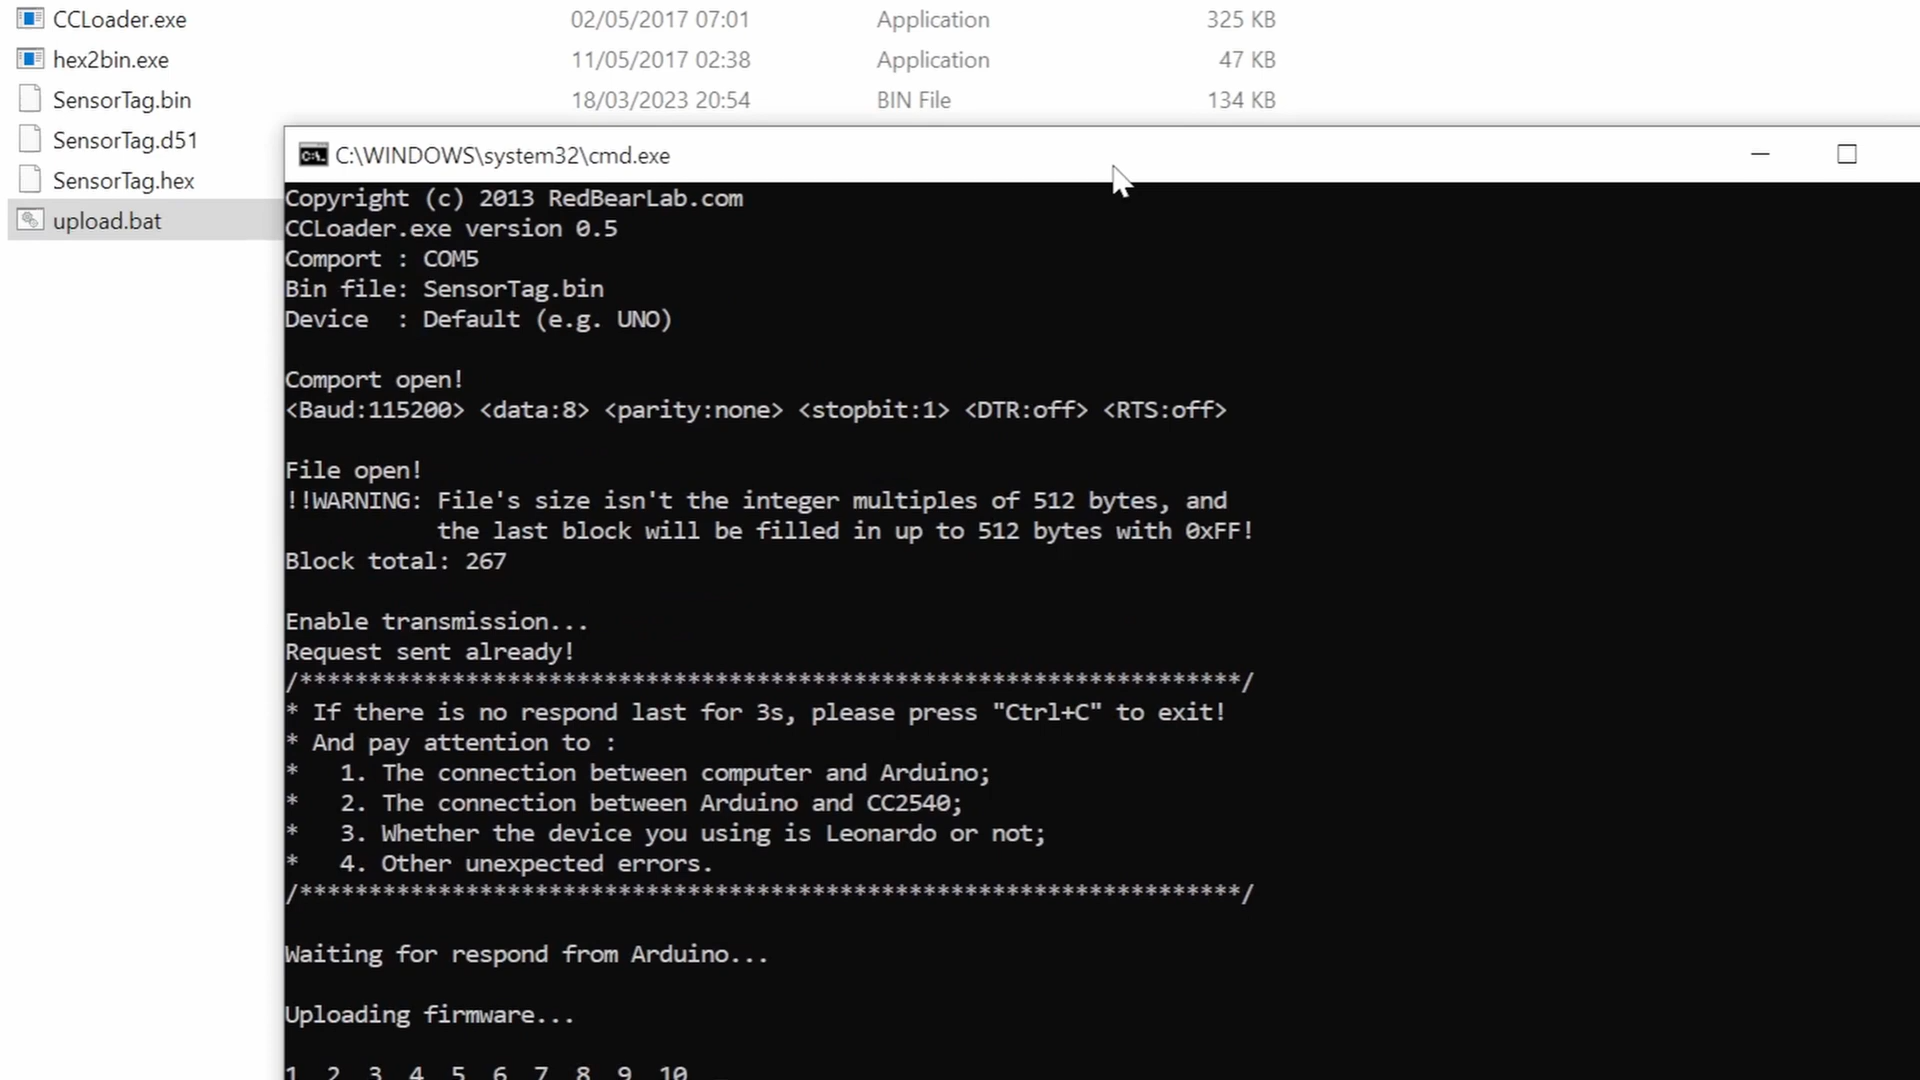 CCLoader.exe 02/05/2017 07:01 Application 325 KB
hex2bin.exe 11/05/2017 02:38 Application 47 KB
SensorTag.bin 18/03/2023 20:54 BIN File 134 KB
SensorTag.d51
SensorTag.hex
upload.bat
C:\WINDOWS\system32\cmd.exe
Copyright (c) 2013 RedBearLab.com
CCLoader.exe version 0.5
Comport : COM5
Bin file: SensorTag.bin
Device  : Default (e.g. UNO)
Comport open!
<Baud:115200> <data:8> <parity:none> <stopbit:1> <DTR:off> <RTS:off>
File open!
!!WARNING: File's size isn't the integer multiples of 512 bytes, and
the last block will be filled in up to 512 bytes with 0xFF!
Block total: 267
Enable transmission...
Request sent already!
/********************************************************************/
* If there is no respond last for 3s, please press "Ctrl+C" to exit!
* And pay attention to :
*   1. The connection between computer and Arduino;
*   2. The connection between Arduino and CC2540;
*   3. Whether the device you using is Leonardo or not;
*   4. Other unexpected errors.
/********************************************************************/
Waiting for respond from Arduino...
Uploading firmware...
1  2  3  4  5  6  7  8  9  10